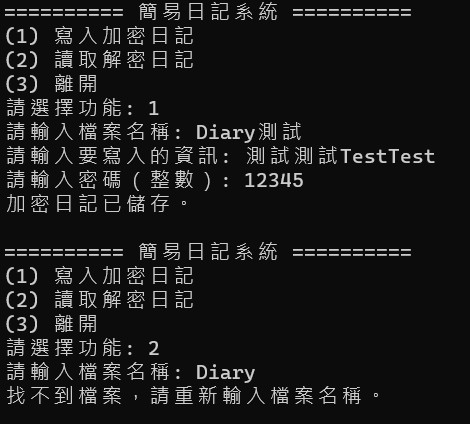 ========== 簡易日記系統 ==========
(1) 寫入加密日記
(2) 讀取解密日記
(3) 離開
請選擇功能: 1
請輸入檔案名稱: Diary測試
請輸入要寫入的資訊: 測試測試TestTest
請輸入密碼（整數）: 12345
加密日記已儲存。

========== 簡易日記系統 ==========
(1) 寫入加密日記
(2) 讀取解密日記
(3) 離開
請選擇功能: 2
請輸入檔案名稱: Diary
找不到檔案，請重新輸入檔案名稱。